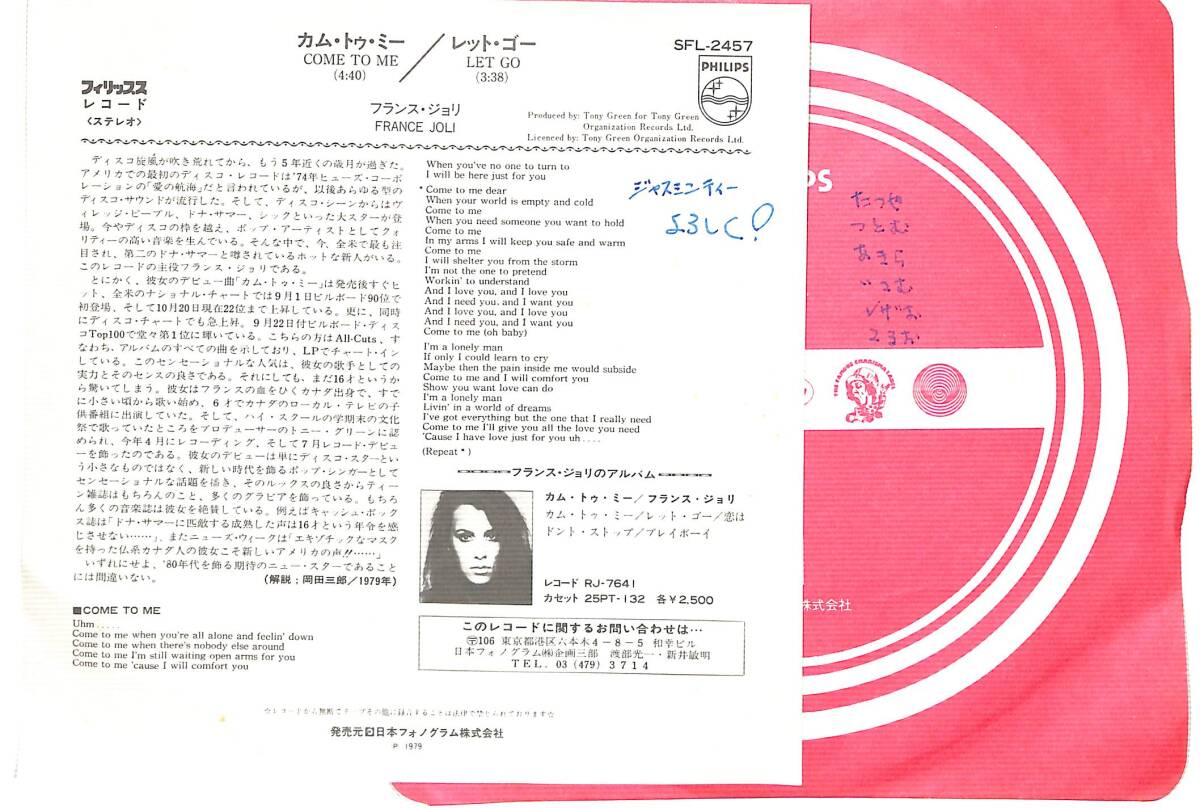 カム・トゥ・ミー／レット・ゴー
COME TO ME LET GO
(4:40) (3:38)
SFL-2457
PHILIPS
フィリップス
レコード
〈ステレオ〉
フランス・ジョリ
FRANCE JOLI
Produced by: Tony Green for Tony Green
Organization Records Ltd.
Licenced by: Tony Green Organization Records Ltd.
ディスコ旋風が吹き荒れてから、もう5年近くの歳月が過ぎた。
アメリカでの最初のディスコ・レコードは'74年ヒューズ・コーポ
レーションの「愛の航海」だと言われているが、以後あらゆる型の
ディスコ・サウンドが流行した。そして、ディスコ・シーンからはヴ
ィレッジ・ピープル、ドナ・サマー、シックといった大スターが登
場。今やディスコの枠を越え、ポップ・アーティストとしてクォ
リティーの高い音楽を生んでいる。そんな中で、今、全米で最も注
目され、第二のドナ・サマーと噂されているホットな新人がいる。
このレコードの主役フランス・ジョリである。
とにかく、彼女のデビュー曲「カム・トゥ・ミー」は発売後すぐヒ
ット、全米のナショナル・チャートでは9月1日ビルボード90位で
初登場、そして10月20日現在22位まで上昇している。更に、同時
にディスコ・チャートでも急上昇。9月22日付ビルボード・ディス
コTop100で堂々第1位に輝いている。こちらの方はAll-Cuts、す
なわち、アルバムのすべての曲を示しており、LPでチャート・イン
している。このセンセーショナルな人気は、彼女の歌手としての
実力とそのセンスの良さである。それにしても、まだ16才というか
ら驚いてしまう。彼女はフランスの血をひくカナダ出身で、すで
に小さい頃から歌い始め、6才でカナダのローカル・テレビの子
供番組に出演していた。そして、ハイ・スクールの学期末の文化
祭で歌っていたところをプロデューサーのトニー・グリーンに認
められ、今年4月にレコーディング、そして7月レコード・デビュ
ーを飾ったのである。彼女のデビューは単にディスコ・スターとい
う小さなものではなく、新しい時代を飾るポップ・シンガーとして
センセーショナルな話題を描き、そのルックスの良さからティー
ン雑誌はもちろんのこと、多くのグラビアを飾っている。もちろ
ん多くの音楽誌は彼女を絶賛している。例えばキャッシュ・ボック
ス誌は「ドナ・サマーに匹敵する成熟した声は16才という年令を感
じさせない……」、またニューズ・ウィークは「エキゾチックなマスク
を持った仏系カナダ人の彼女こそ新しいアメリカの声!!……」
いずれにせよ、'80年代を飾る期待のニュー・スターであること
には間違いない。 (解説：岡田三郎／1979年)
■COME TO ME
Uhm.....
Come to me when you're all alone and feelin' down
Come to me when there's nobody else around
Come to me I'm still waiting open arms for you
Come to me 'cause I will comfort you
When you've no one to turn to
I will be here just for you
* Come to me dear
When your world is empty and cold
Come to me
When you need someone you want to hold
Come to me
In my arms I will keep you safe and warm
Come to me
I will shelter you from the storm
I'm not the one to pretend
Workin' to understand
And I love you, and I love you
And I need you, and I want you
And I love you, and I love you
And I need you, and I want you
Come to me (oh baby)
I'm a lonely man
If only I could learn to cry
Maybe then the pain inside me would subside
Come to me and I will comfort you
Show you want love can do
I'm a lonely man
Livin' in a world of dreams
I've got everything but the one that I really need
Come to me I'll give you all the love you need
'Cause I have love just for you uh....
(Repeat *)
ジャスミンティー
よろしく!
フランス・ジョリのアルバム
カム・トゥ・ミー／フランス・ジョリ
カム・トゥ・ミー／レット・ゴー／恋は
ドント・ストップ／プレイボーイ
レコード RJ-7641
カセット 25PT-132 各￥2,500
このレコードに関するお問い合わせは…
〒106 東京都港区六本木4-8-5 和幸ビル
日本フォノグラム㈱企画三部 渡部光一・新井敏明
TEL. 03 (479) 3714
☆レコードから無断でテープその他に録音することは法律で禁じられております☆
発売元 日本フォノグラム株式会社
P 1979
PS
たつや
つとむ
あきら
THE FAMOUS CHARISMA LABEL
株式会社